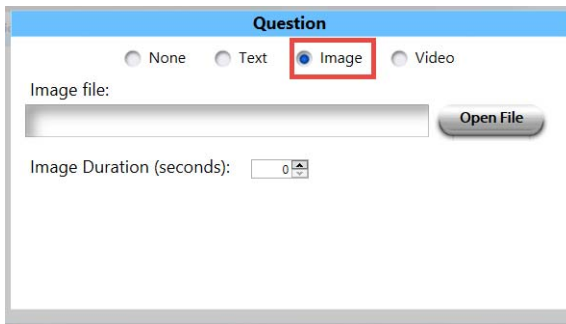 Question
None Text Image Video
Image file:
Open File
Image Duration (seconds): 0